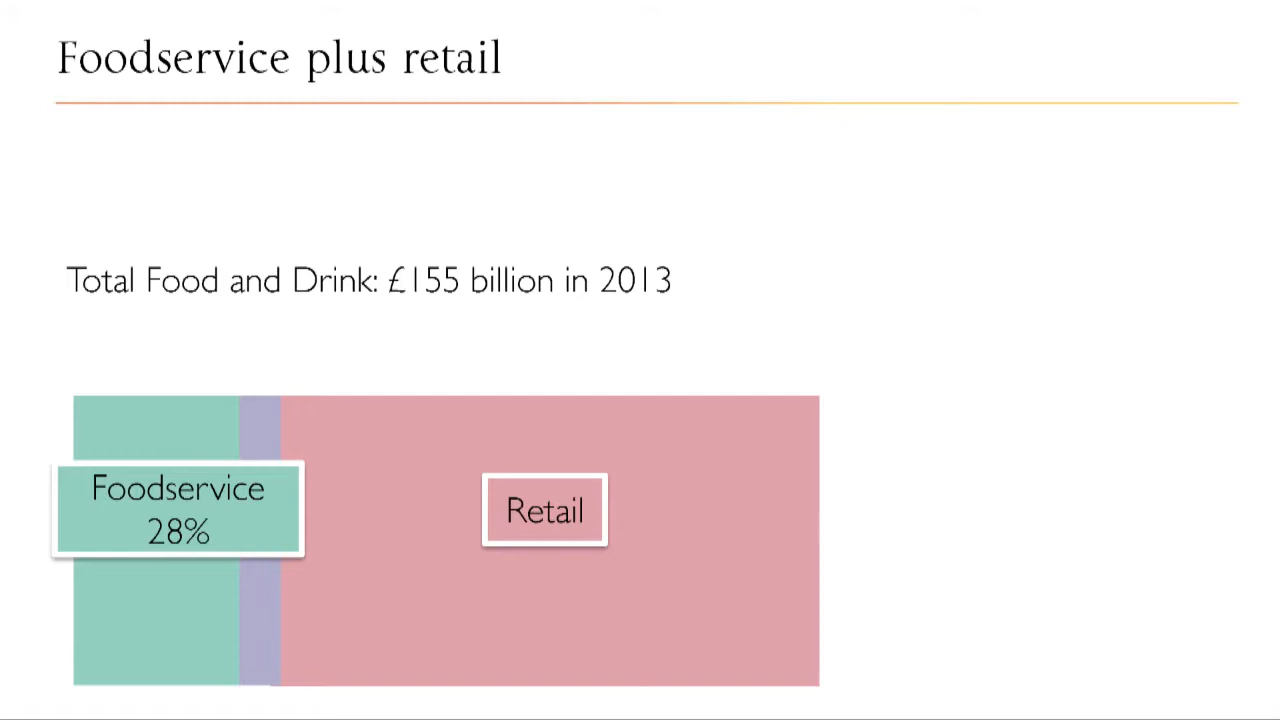 Foodservice plus retail
Total Food and Drink: £155 billion in 2013
Foodservice
28%
Retail